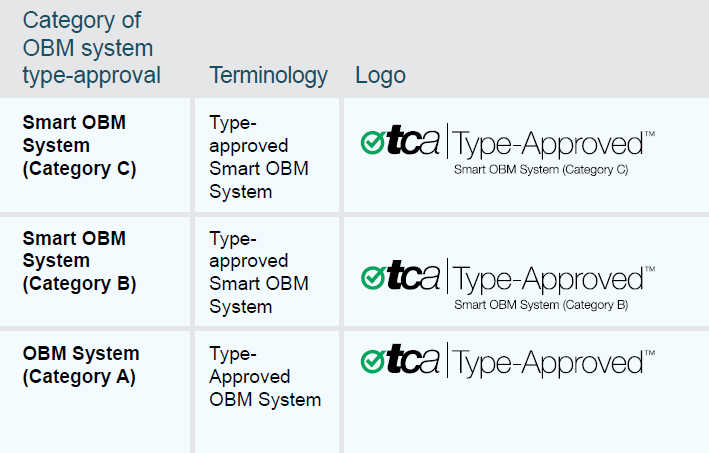 Category of
OBM system
type-approval
Terminology
Logo
Smart OBM
System
(Category C)
Type-
approved
Smart OBM
System
tca Type-Approved™
Smart OBM System (Category C)
Smart OBM
System
(Category B)
Type-
approved
Smart OBM
System
tca Type-Approved™
Smart OBM System (Category B)
OBM System
(Category A)
Type-
Approved
OBM System
tca Type-Approved™